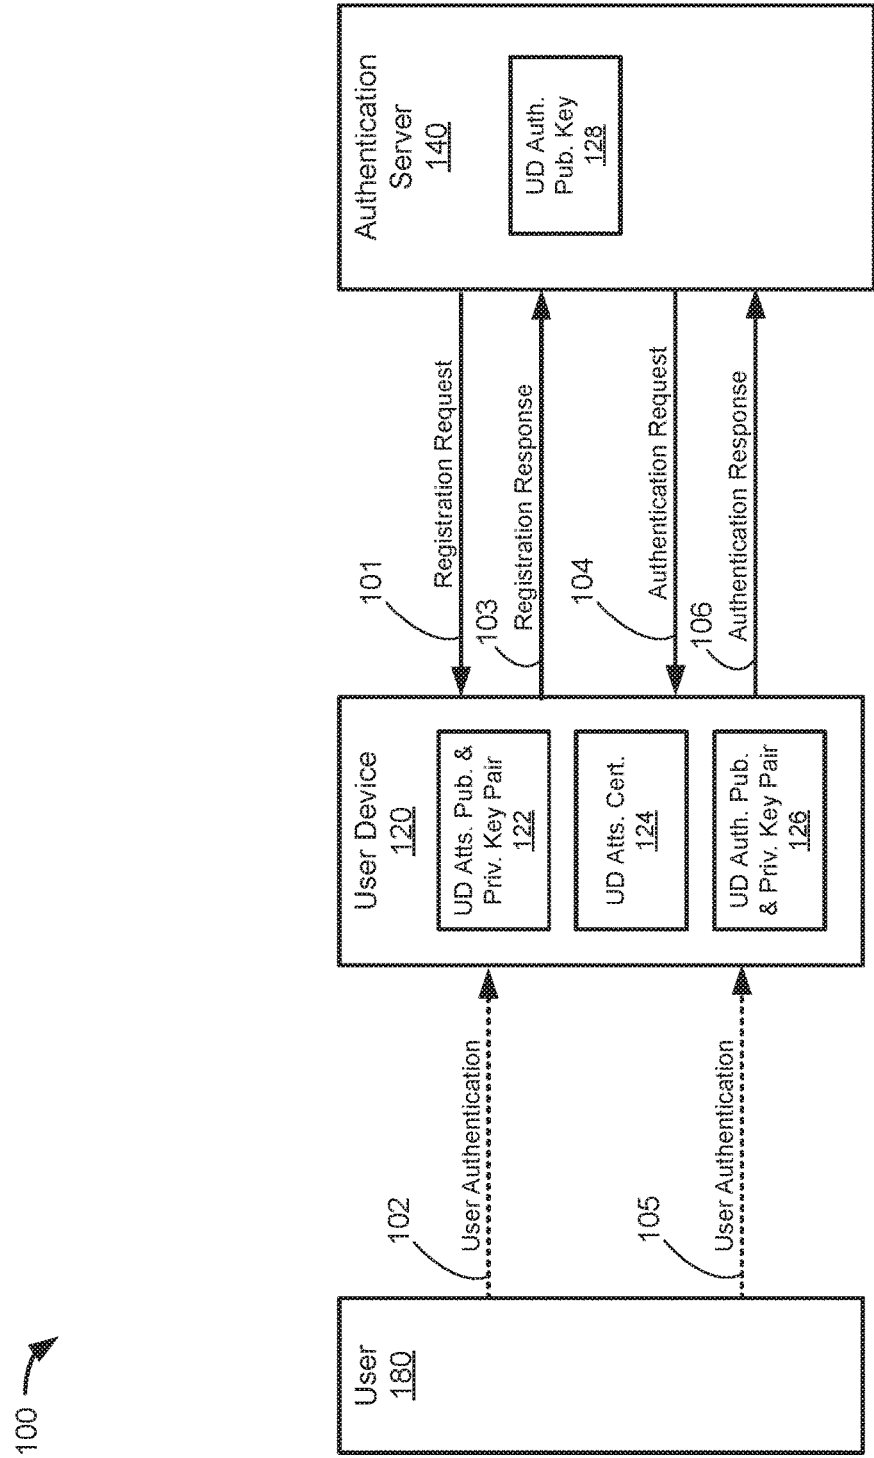 100
User
180
102
User Authentication
105
User Authentication
User Device
120
UD Atts. Pub. &
Priv. Key Pair
122
UD Atts. Cert.
124
UD Auth. Pub.
& Priv. Key Pair
126
101
Registration Request
103
Registration Response
104
Authentication Request
106
Authentication Response
Authentication
Server
140
UD Auth.
Pub. Key
128